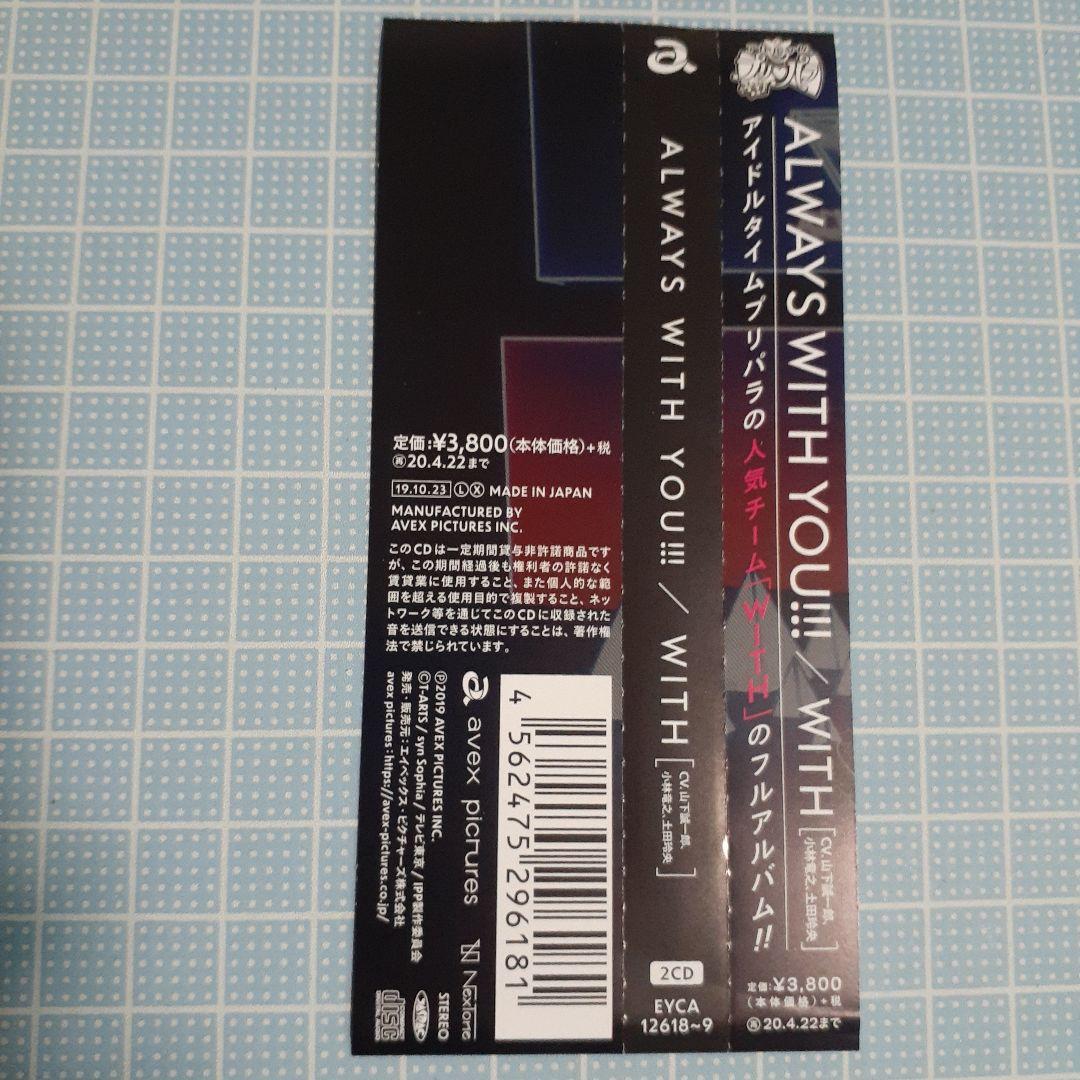 ALWAYS WITH YOU!!!! / WITH [CV.山下誠一郎、
小林竜之、土田玲央]
アイドルタイムプリパラの人気チーム「WITH」のフルアルバム!!
定価:¥3,800
(本体価格)+税
再20.4.22まで
ALWAYS WITH YOU!!!! / WITH [CV.山下誠一郎、
小林竜之、土田玲央]
2CD
EYCA
12618~9
定価:¥3,800(本体価格)+税
再20.4.22まで
19.10.23 Ⓛ Ⓧ MADE IN JAPAN
MANUFACTURED BY
AVEX PICTURES INC.
このCDは一定期間貸与非許諾商品です
が、この期間経過後も権利者の許諾なく
賃貸業に使用すること、また個人的な範
囲を超える使用目的で複製すること、ネッ
トワーク等を通じてこのCDに収録された
音を送信できる状態にすることは、著作権
法で禁じられています。
4 562475 296181
avex pictures
NexTone
Ⓟ2019 AVEX PICTURES INC.
©T-ARTS / syn Sophia / テレビ東京 / IPP製作委員会
発売・販売元:エイベックス・ピクチャーズ株式会社
avex pictures:https://avex-pictures.co.jp/
STEREO
COMPACT
disc
DIGITAL AUDIO